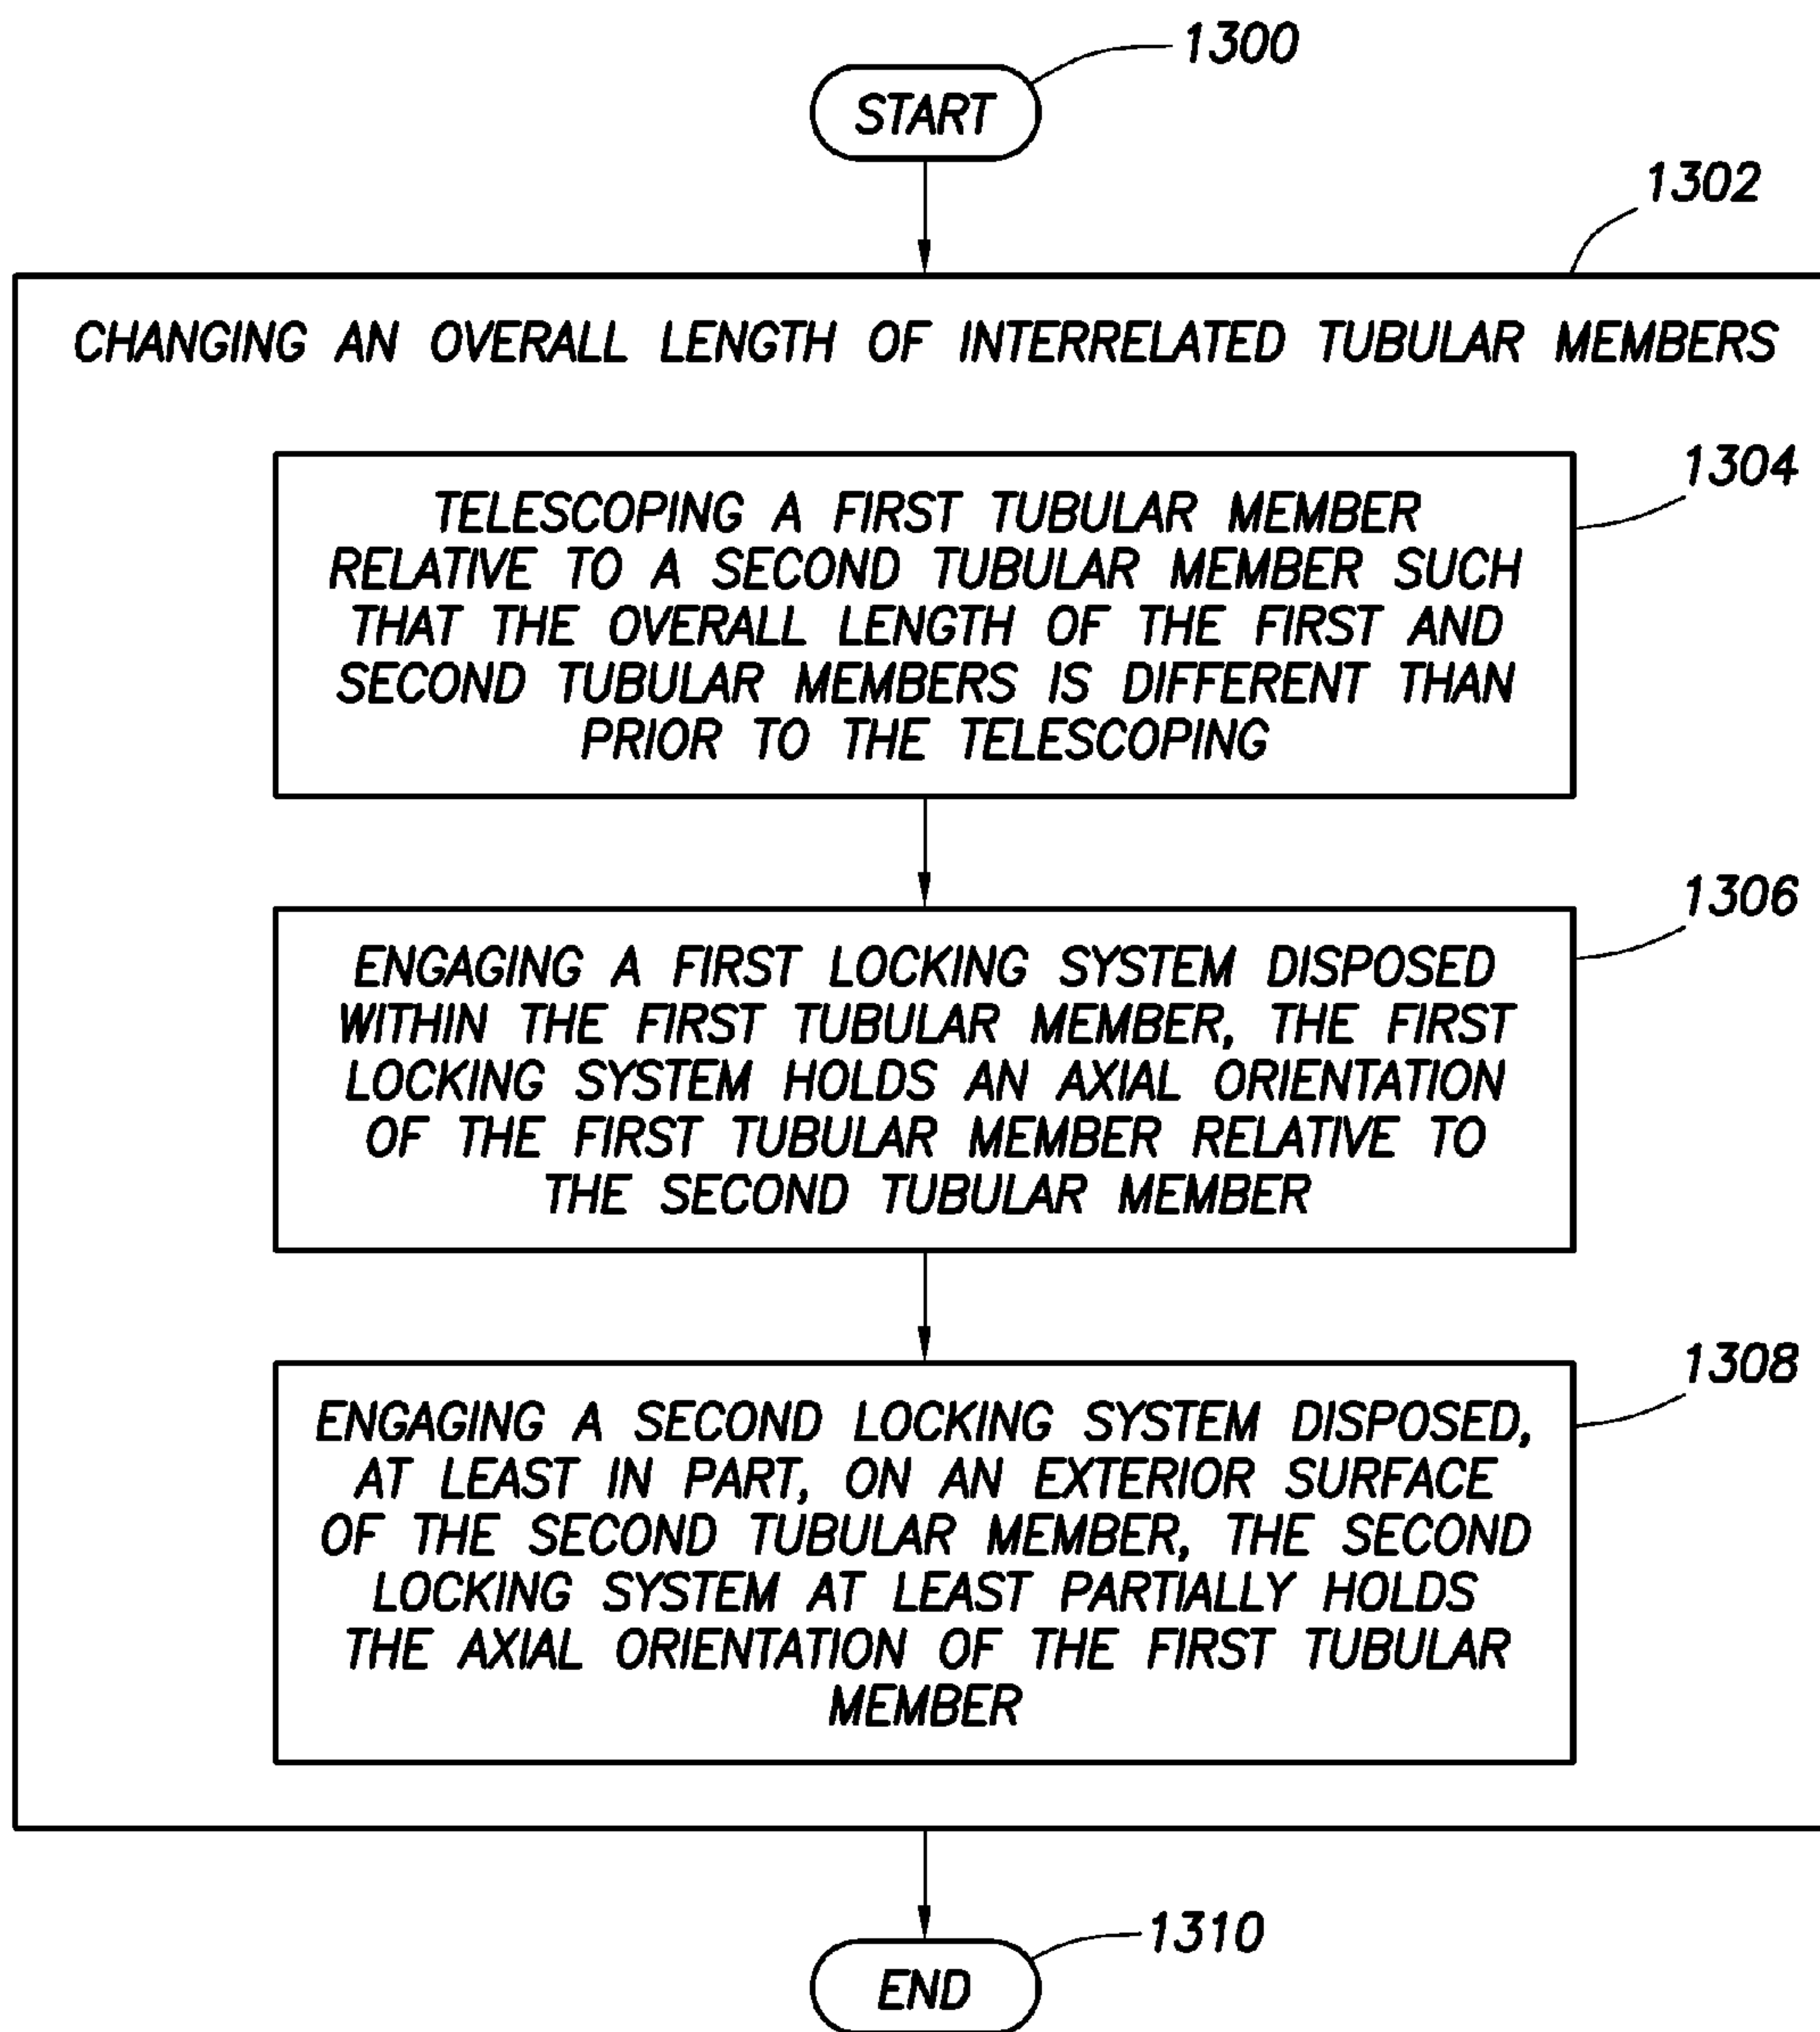 1300
START
1302
CHANGING AN OVERALL LENGTH OF INTERRELATED TUBULAR MEMBERS
1304
TELESCOPING A FIRST TUBULAR MEMBER
RELATIVE TO A SECOND TUBULAR MEMBER SUCH
THAT THE OVERALL LENGTH OF THE FIRST AND
SECOND TUBULAR MEMBERS IS DIFFERENT THAN
PRIOR TO THE TELESCOPING
1306
ENGAGING A FIRST LOCKING SYSTEM DISPOSED
WITHIN THE FIRST TUBULAR MEMBER, THE FIRST
LOCKING SYSTEM HOLDS AN AXIAL ORIENTATION
OF THE FIRST TUBULAR MEMBER RELATIVE TO
THE SECOND TUBULAR MEMBER
1308
ENGAGING A SECOND LOCKING SYSTEM DISPOSED,
AT LEAST IN PART, ON AN EXTERIOR SURFACE
OF THE SECOND TUBULAR MEMBER, THE SECOND
LOCKING SYSTEM AT LEAST PARTIALLY HOLDS
THE AXIAL ORIENTATION OF THE FIRST TUBULAR
MEMBER
1310
END